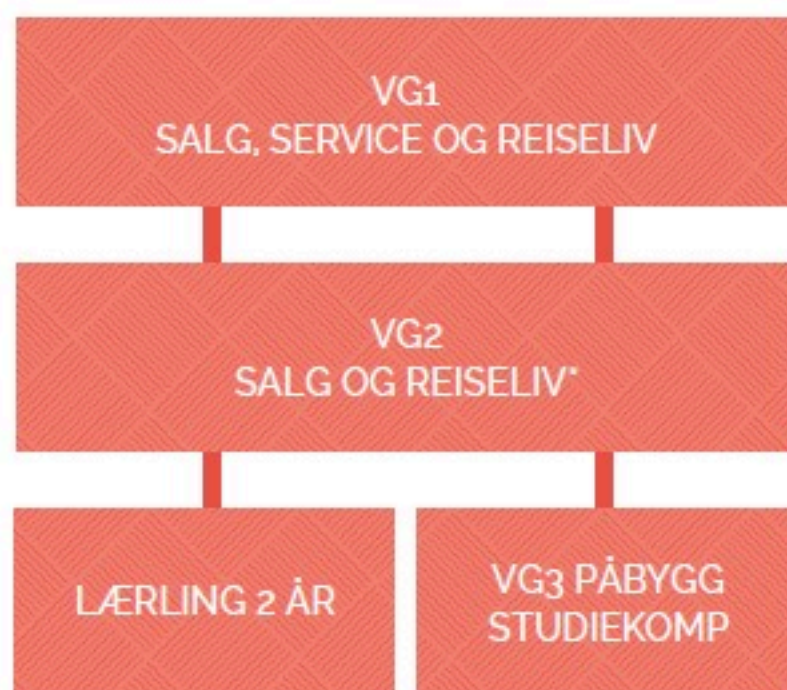 VG1
SALG, SERVICE OG REISELIV
VG2
SALG OG REISELIV*
LÆRLING 2 ÅR
VG3 PÅBYGG
STUDIEKOMP